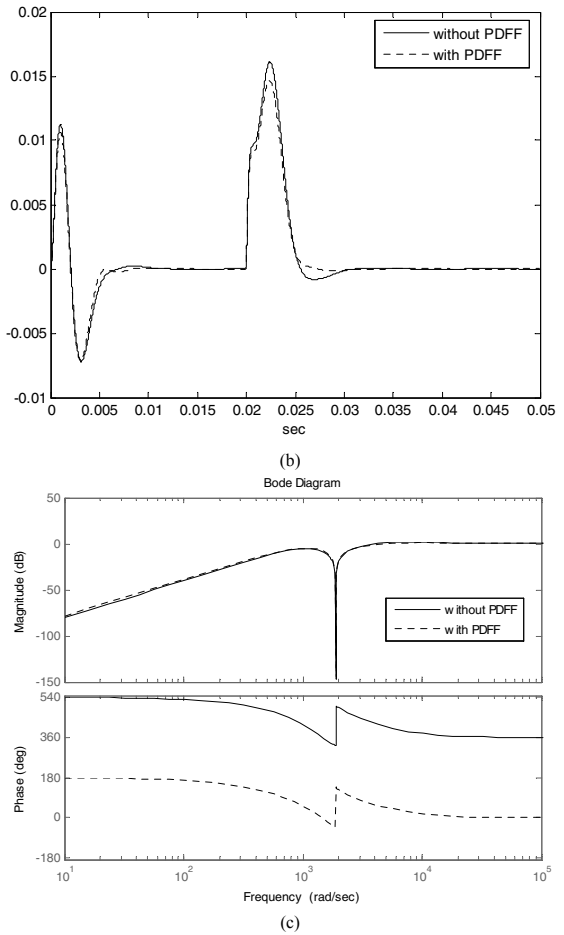 0.02
without PDFF
with PDFF
0.015
0.01
0.005
0
-0.005
-0.01
0 0.005 0.01 0.015 0.02 0.025 0.03 0.035 0.04 0.045 0.05
sec
(b)
Bode Diagram
50
0
-50
-100
-150
Magnitude (dB)
without PDFF
with PDFF
540
360
180
0
-180
Phase (deg)
10^1 10^2 10^3 10^4 10^5
Frequency (rad/sec)
(c)